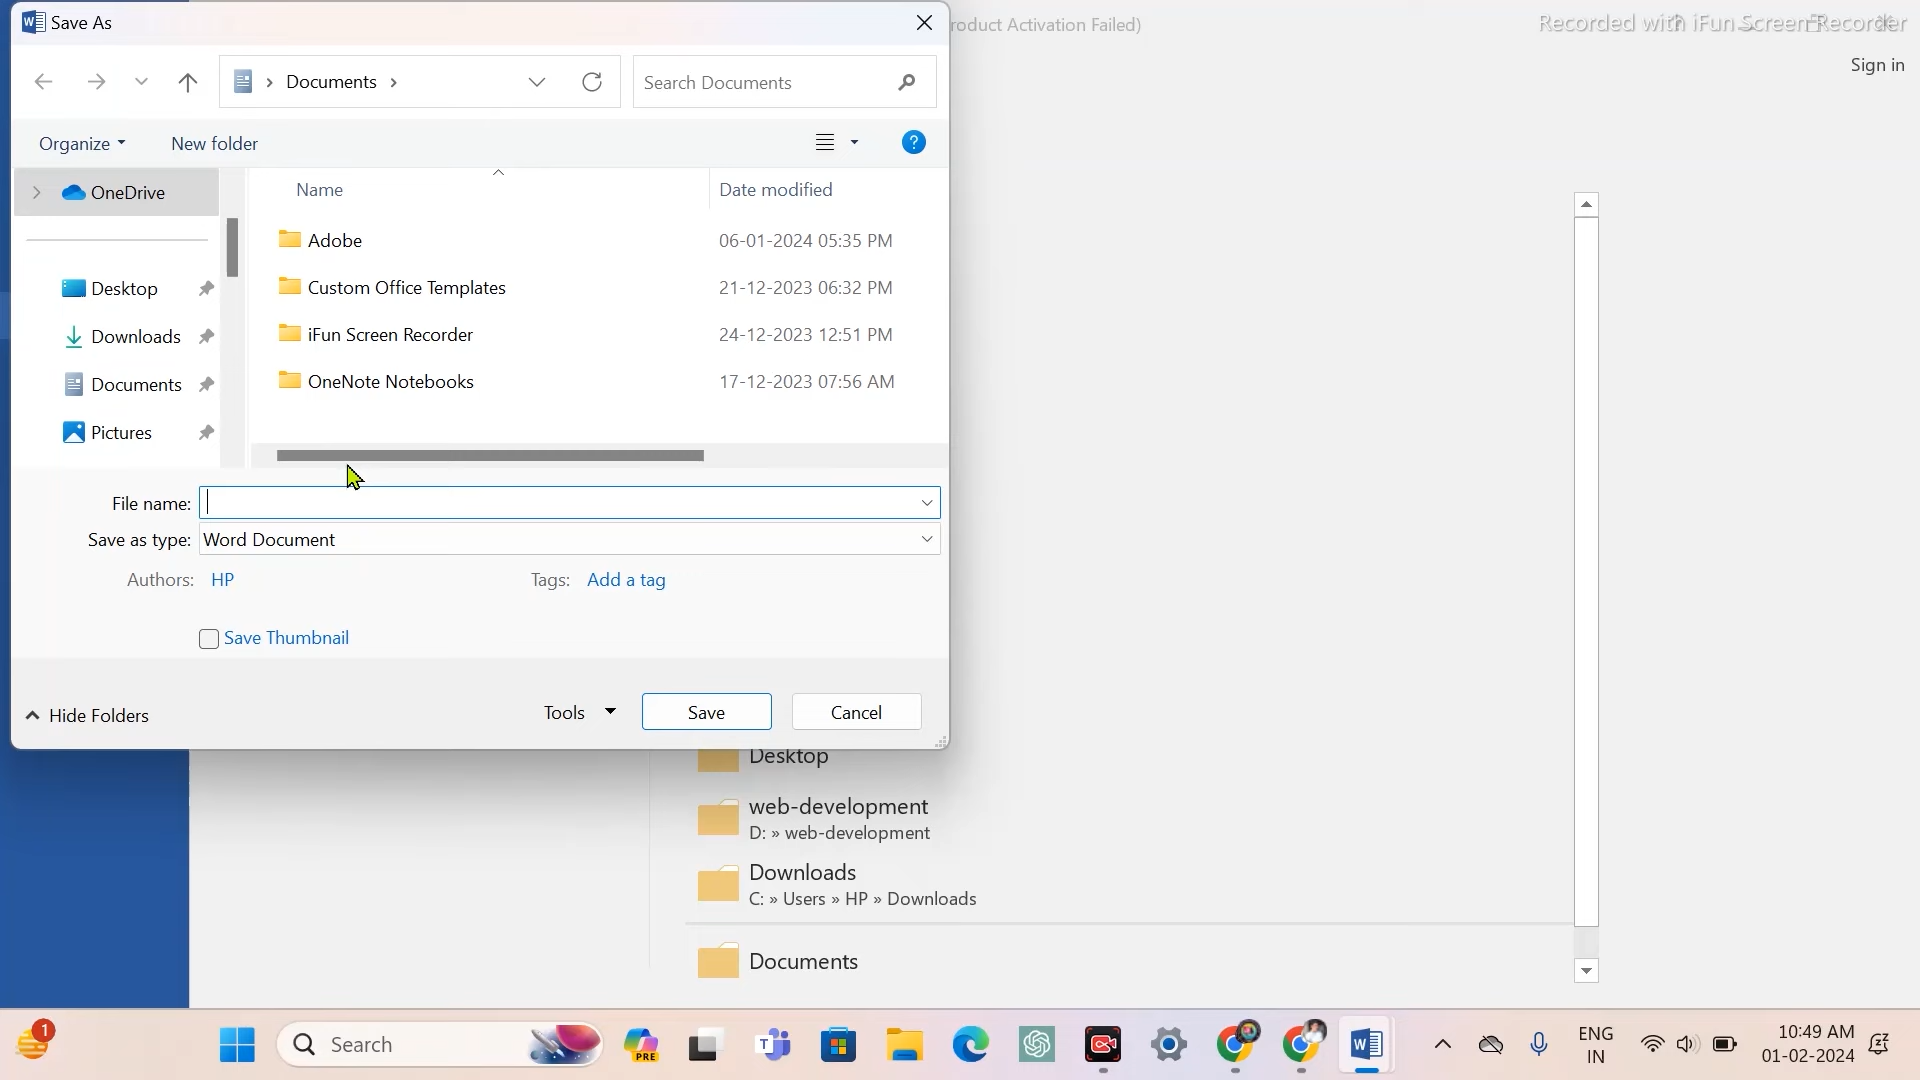 Save As
(Product Activation Failed)
Recorded with iFun Screen Recorder
Sign in
Documents
Search Documents
Organize
New folder
?
OneDrive
Name
Date modified
Adobe
06-01-2024 05:35 PM
Custom Office Templates
21-12-2023 06:32 PM
Desktop
iFun Screen Recorder
24-12-2023 12:51 PM
Downloads
OneNote Notebooks
17-12-2023 07:56 AM
Documents
Pictures
File name:
Save as type: Word Document
Authors: HP
Tags: Add a tag
Save Thumbnail
Hide Folders
Tools
Save
Cancel
Desktop
web-development
D: » web-development
Downloads
C: » Users » HP » Downloads
Documents
1
Search
PRE
ENG
IN
10:49 AM
01-02-2024